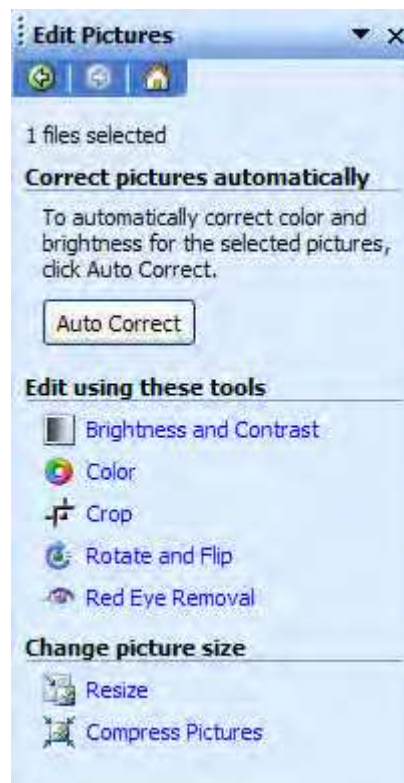 Edit Pictures
1 files selected
Correct pictures automatically
To automatically correct color and
brightness for the selected pictures,
click Auto Correct.
Auto Correct
Edit using these tools
Brightness and Contrast
Color
Crop
Rotate and Flip
Red Eye Removal
Change picture size
Resize
Compress Pictures